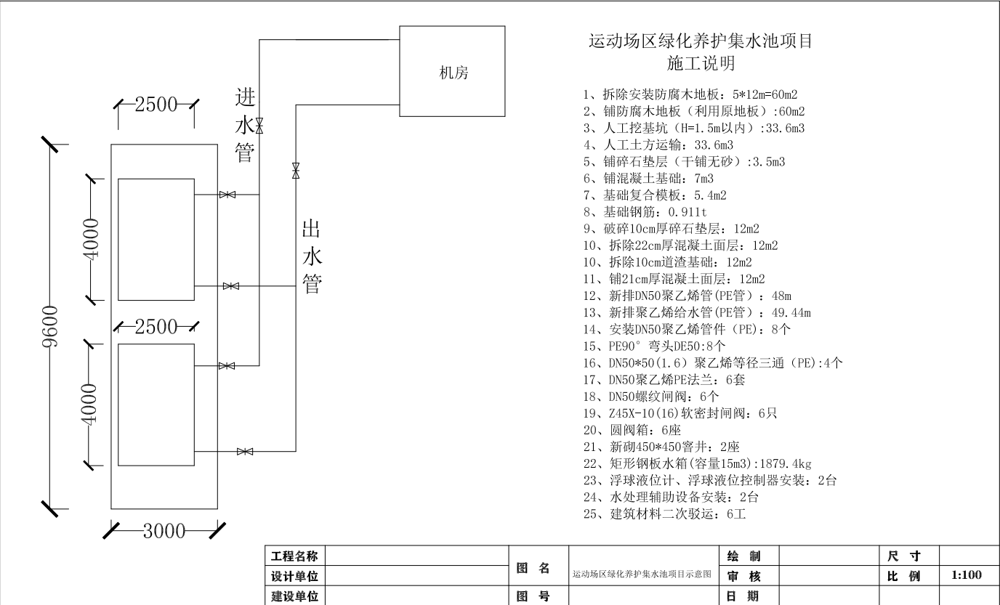 运动场区绿化养护集水池项目
施工说明
机房
进水管
出水管
2500
4000
9600
2500
4000
3000
1、拆除安装防腐木地板：5*12m=60m2
2、铺防腐木地板（利用原地板）:60m2
3、人工挖基坑（H=1.5m以内）:33.6m3
4、人工土方运输：33.6m3
5、铺碎石垫层（干铺无砂）:3.5m3
6、铺混凝土基础：7m3
7、基础复合模板：5.4m2
8、基础钢筋：0.911t
9、破碎10cm厚碎石垫层：12m2
10、拆除22cm厚混凝土面层：12m2
10、拆除10cm道渣基础：12m2
11、铺21cm厚混凝土面层：12m2
12、新排DN50聚乙烯管(PE管）：48m
13、新排聚乙烯给水管(PE管）：49.44m
14、安装DN50聚乙烯管件（PE)：8个
15、PE90°弯头DE50:8个
16、DN50*50(1.6）聚乙烯等径三通（PE):4个
17、DN50聚乙烯PE法兰：6套
18、DN50螺纹闸阀：6个
19、Z45X-10(16)软密封闸阀：6只
20、圆阀箱：6座
21、新砌450*450窨井：2座
22、矩形钢板水箱(容量15m3):1879.4kg
23、浮球液位计、浮球液位控制器安装：2台
24、水处理辅助设备安装：2台
25、建筑材料二次驳运：6工
工程名称
设计单位
建设单位
图 名
运动场区绿化养护集水池项目示意图
图 号
绘 制
审 核
日 期
尺 寸
比 例
1:100